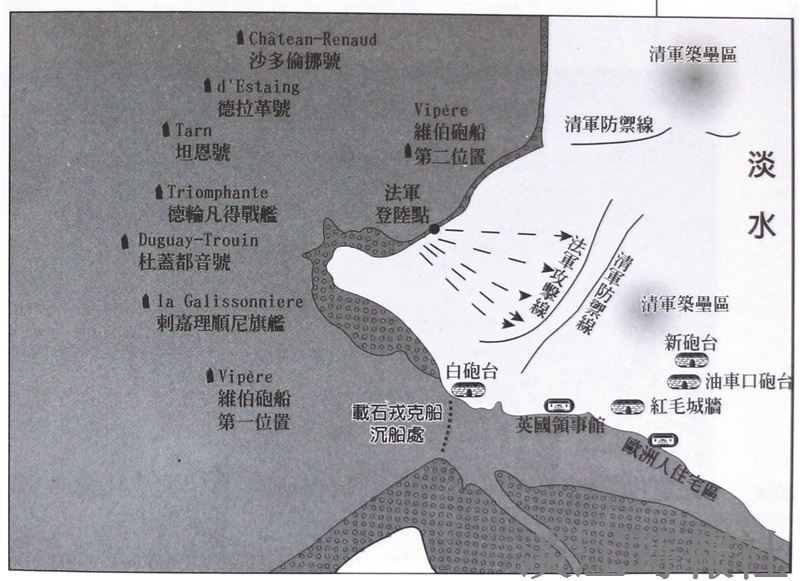 Châtean-Renaud
沙多倫挪號
d'Estaing
德拉革號
Tarn
坦恩號
Triomphante
德輪凡得戰艦
Duguay-Trouin
杜蓋都音號
la Galissonniere
刺嘉理順尼旗艦
Vipère
維伯砲船
第一位置
Vipère
維伯砲船
第二位置
法軍
登陸點
清軍築壘區
清軍防禦線
淡水
法軍攻擊線
清軍防禦線
清軍築壘區
新砲台
油車口砲台
白砲台
紅毛城牆
英國領事館
歐洲人住宅區
載石戎克船
沉船處